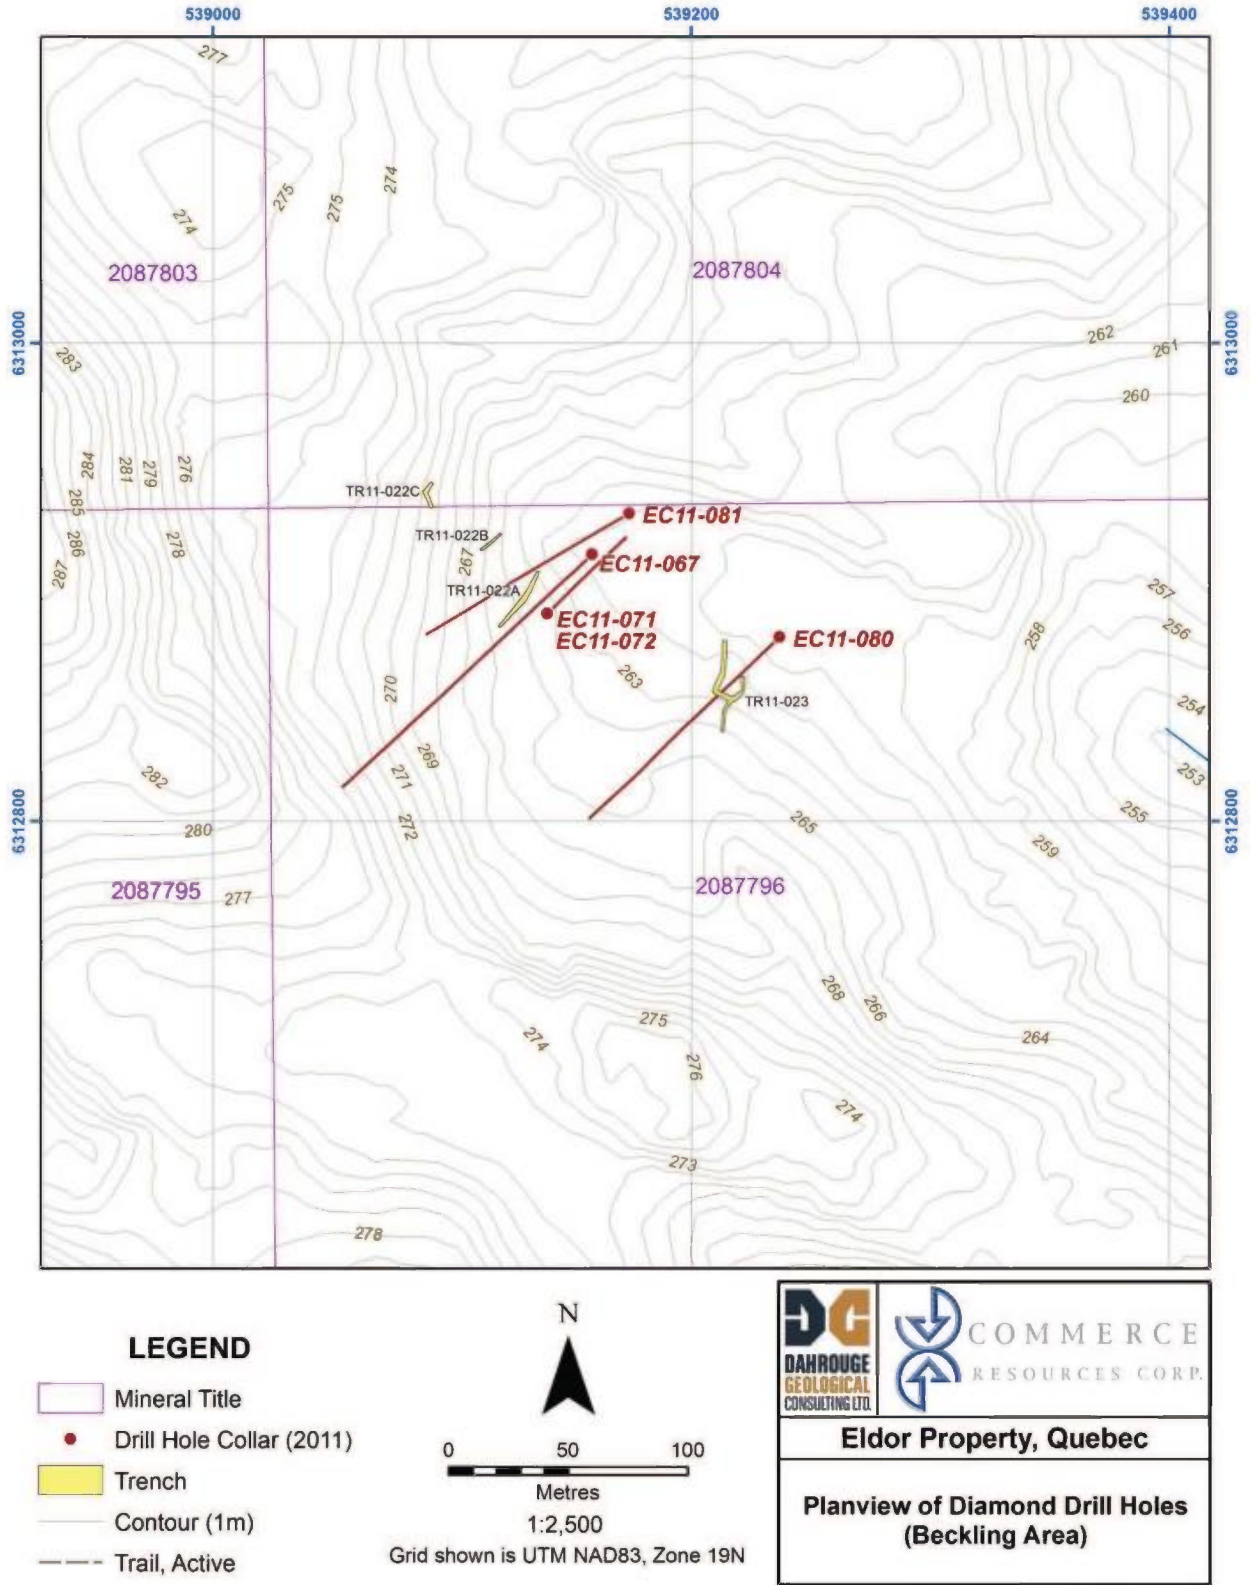 539000
539200
539400
277
274
275
275
274
2087803
2087804
6313000
6313000
283
262
261
260
284
281
279
276
285
286
287
278
TR11-022C
TR11-022B
267
TR11-022A
EC11-081
EC11-067
EC11-071
EC11-072
EC11-080
257
256
258
263
270
254
TR11-023
269
271
282
253
272
280
265
255
259
6312800
6312800
2087795
277
2087796
268
266
275
274
264
276
274
273
278
LEGEND
Mineral Title
Drill Hole Collar (2011)
Trench
Contour (1m)
Trail, Active
N
0 50 100
Metres
1:2,500
Grid shown is UTM NAD83, Zone 19N
DG
DAHROUGE
GEOLOGICAL
CONSULTING LTD.
COMMERCE
RESOURCES CORP.
Eldor Property, Quebec
Planview of Diamond Drill Holes
(Beckling Area)